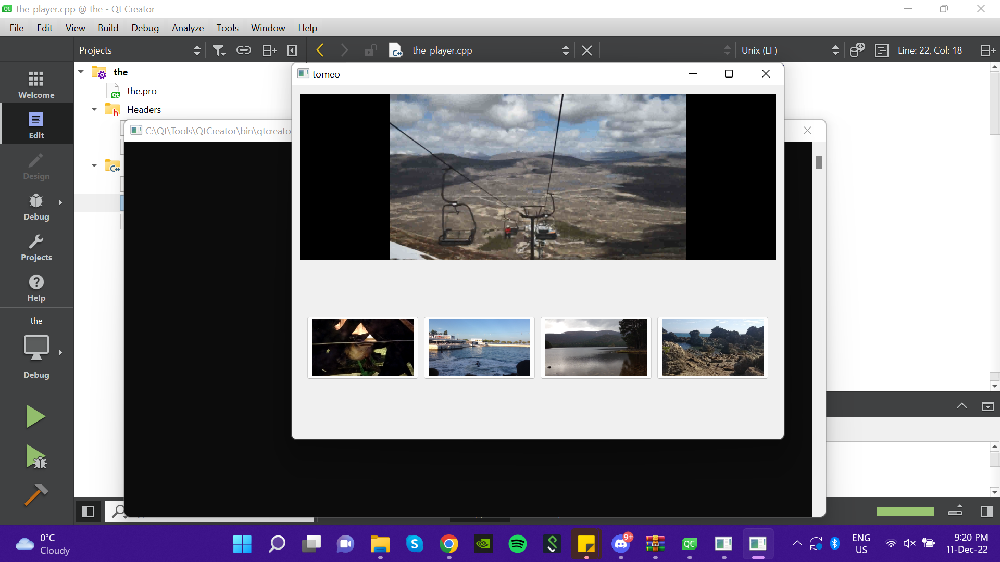 the_player.cpp @ the - Qt Creator
File Edit View Build Debug Analyze Tools Window Help
Projects the_player.cpp Unix (LF) Line: 22, Col: 18
the
the.pro
Headers
Welcome
Edit
Design
Debug
Projects
Help
the
Debug
C:\Qt\Tools\QtCreator\bin\qtcreato
tomeo
0°C
Cloudy
9+
ENG
US
9:20 PM
11-Dec-22